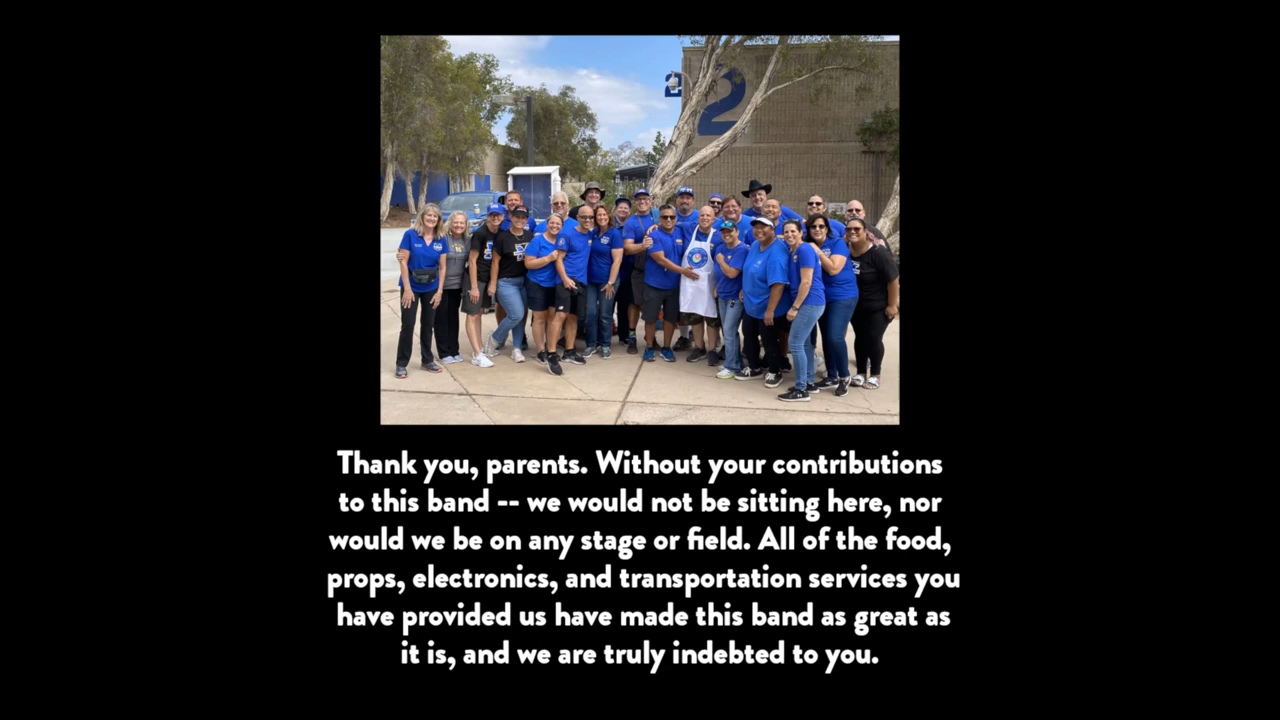 2
2
Thank you, parents. Without your contributions
to this band -- we would not be sitting here, nor
would we be on any stage or field. All of the food,
props, electronics, and transportation services you
have provided us have made this band as great as
it is, and we are truly indebted to you.